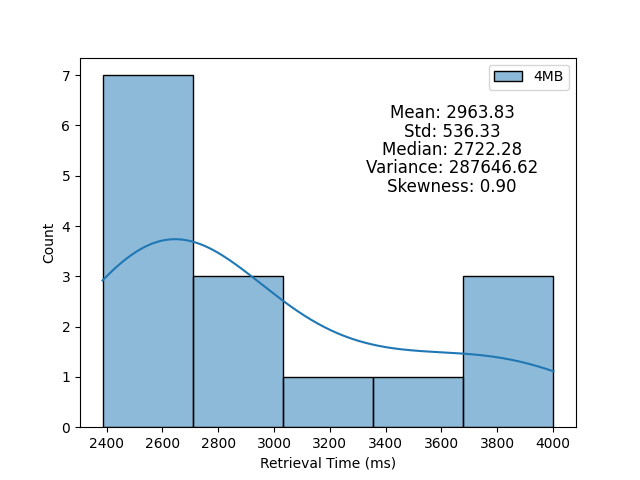 4MB
Mean: 2963.83
Std: 536.33
Median: 2722.28
Variance: 287646.62
Skewness: 0.90
7
6
5
4
3
2
1
0
Count
2400 2600 2800 3000 3200 3400 3600 3800 4000
Retrieval Time (ms)